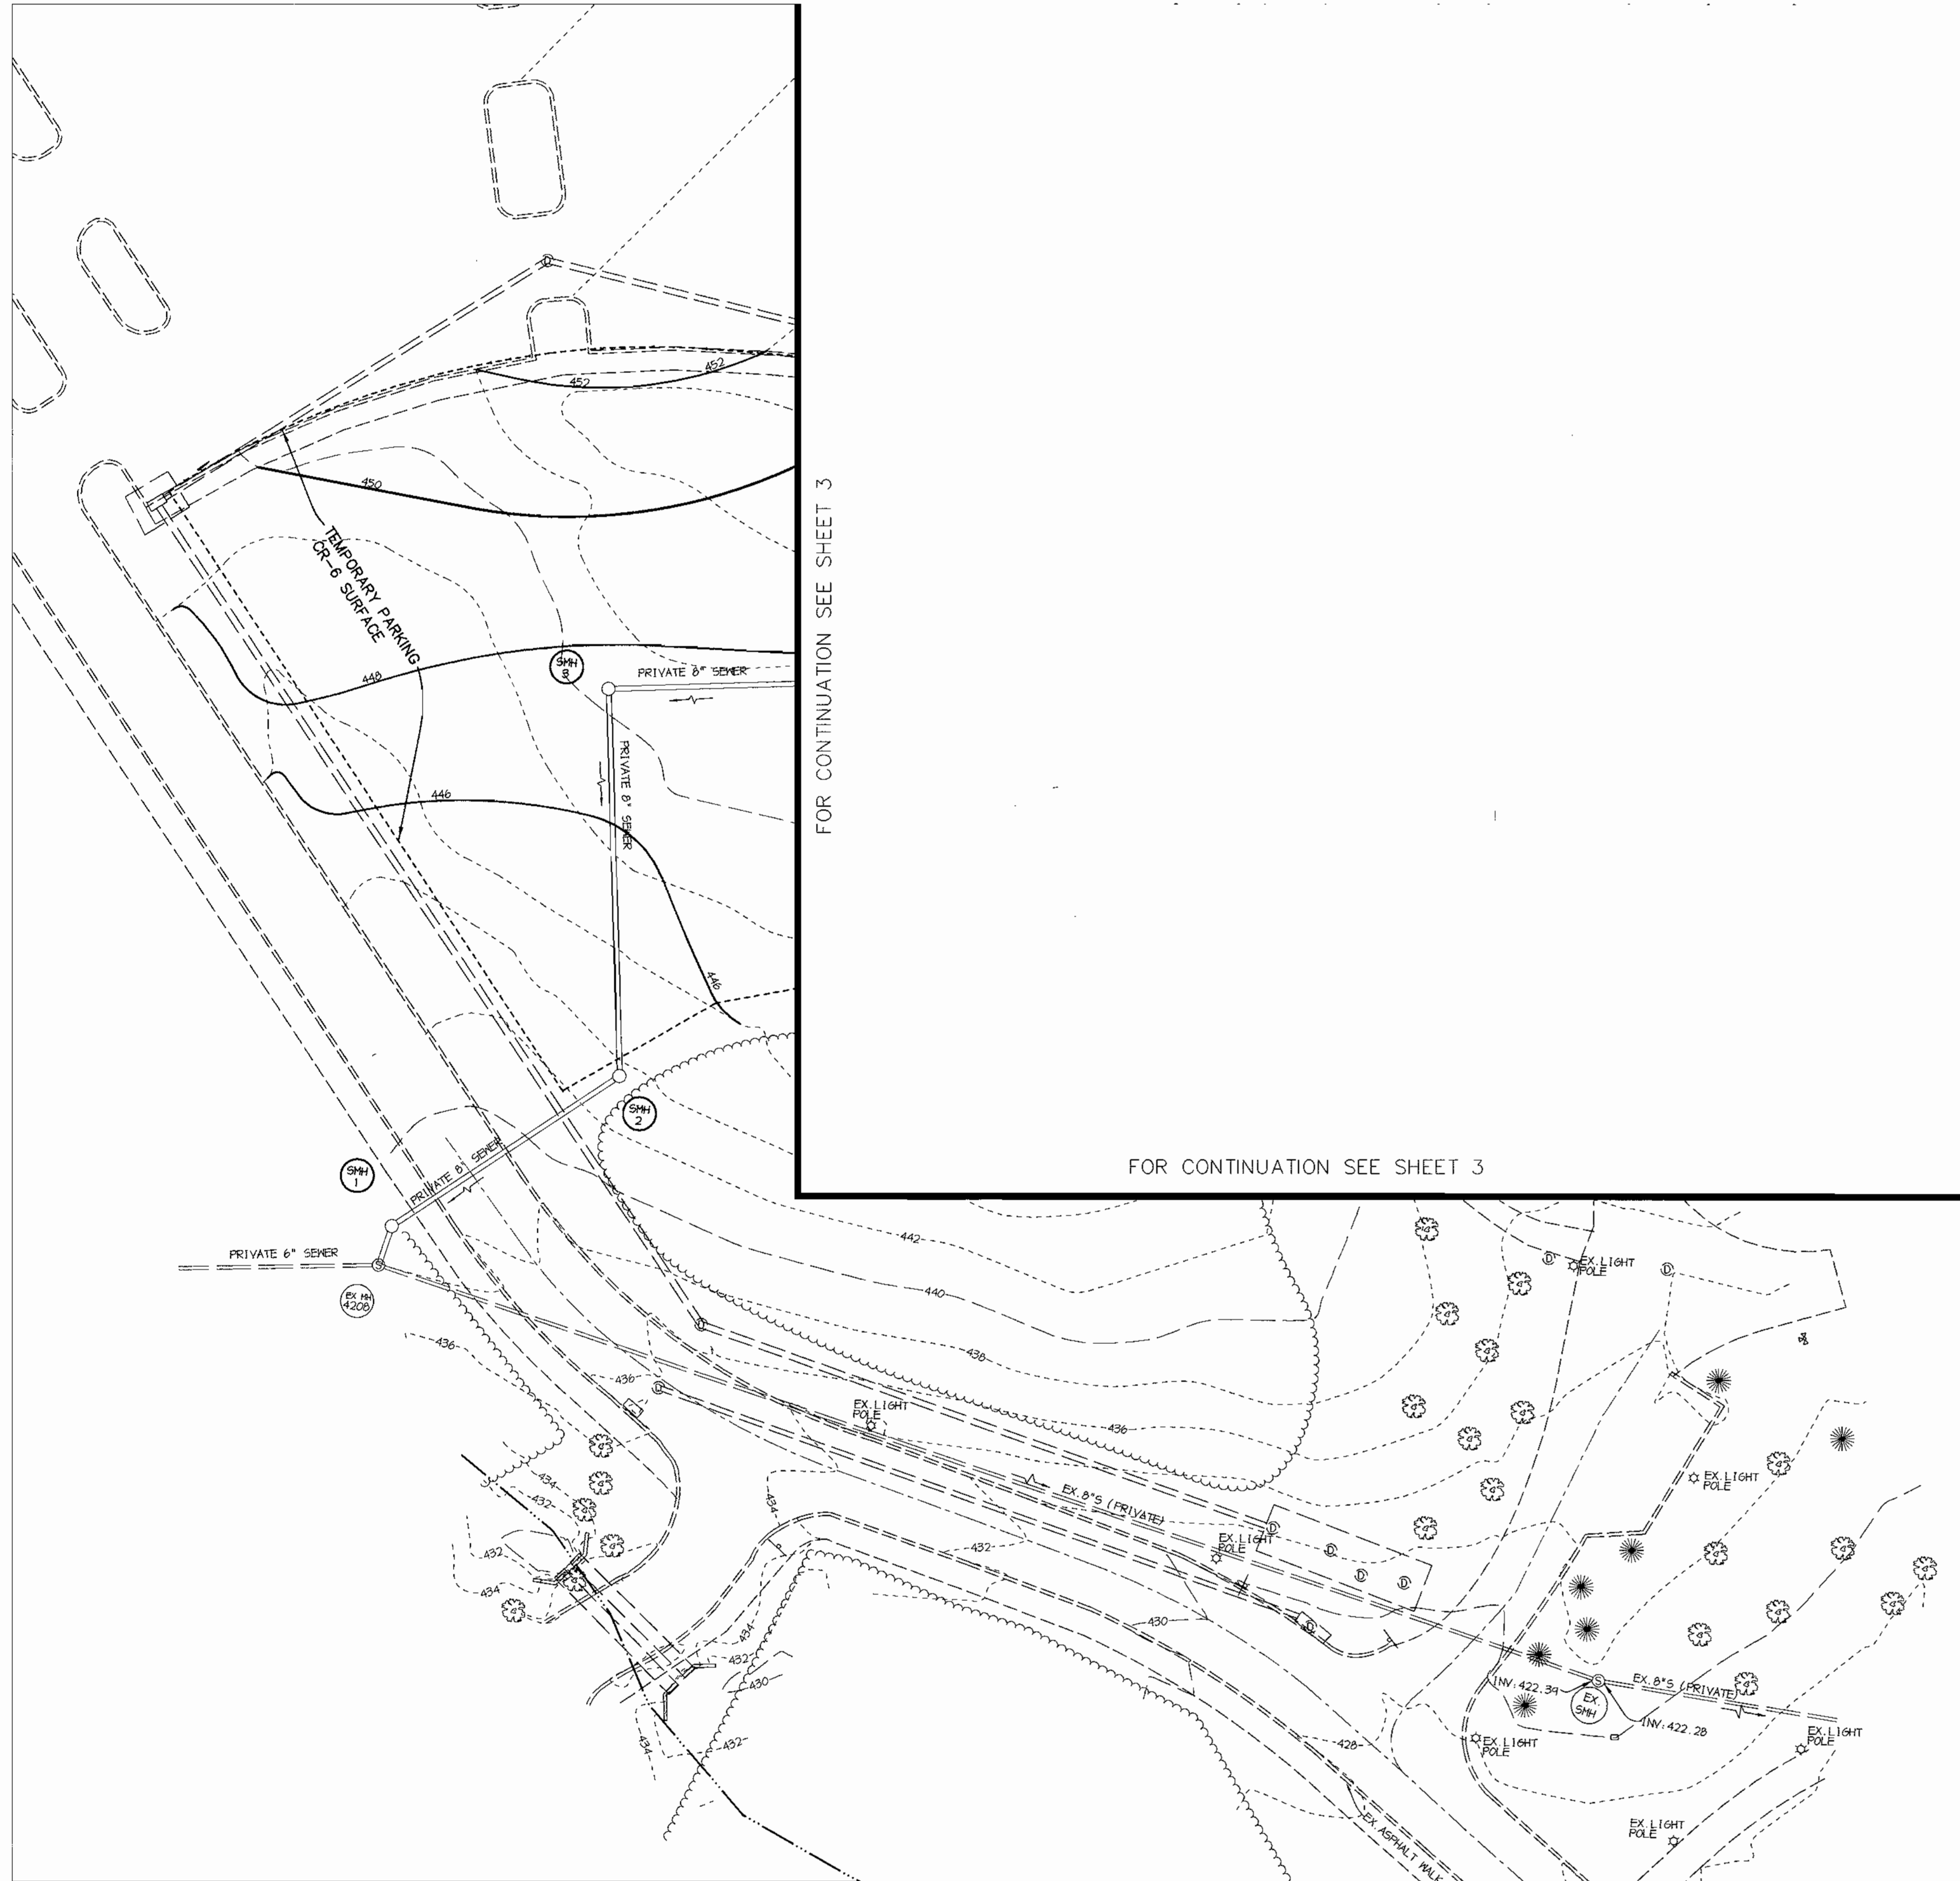 452
452
450
TEMPORARY PARKING
CR-6 SURFACE
FOR CONTINUATION SEE SHEET 3
448
SMH
3
PRIVATE 8" SEWER
PRIVATE 8" SEWER
446
446
SMH
2
FOR CONTINUATION SEE SHEET 3
SMH
1
PRIVATE 8" SEWER
PRIVATE 6" SEWER
S
EX MH
4208
442
440
438
436
436
436
D
D
D
D
D
EX.LIGHT
POLE
EX.LIGHT
POLE
EX.8"S (PRIVATE)
EX.LIGHT
POLE
EX.LIGHT
POLE
D
D
D
D
D
434
432
434
432
434
432
434
432
430
432
434
430
INV:422.39
S
EX.
SMH
EX.8"S (PRIVATE)
INV:422.28
EX.LIGHT
POLE
EX.LIGHT
POLE
428
EX.LIGHT
POLE
EX.ASPHALT WALK